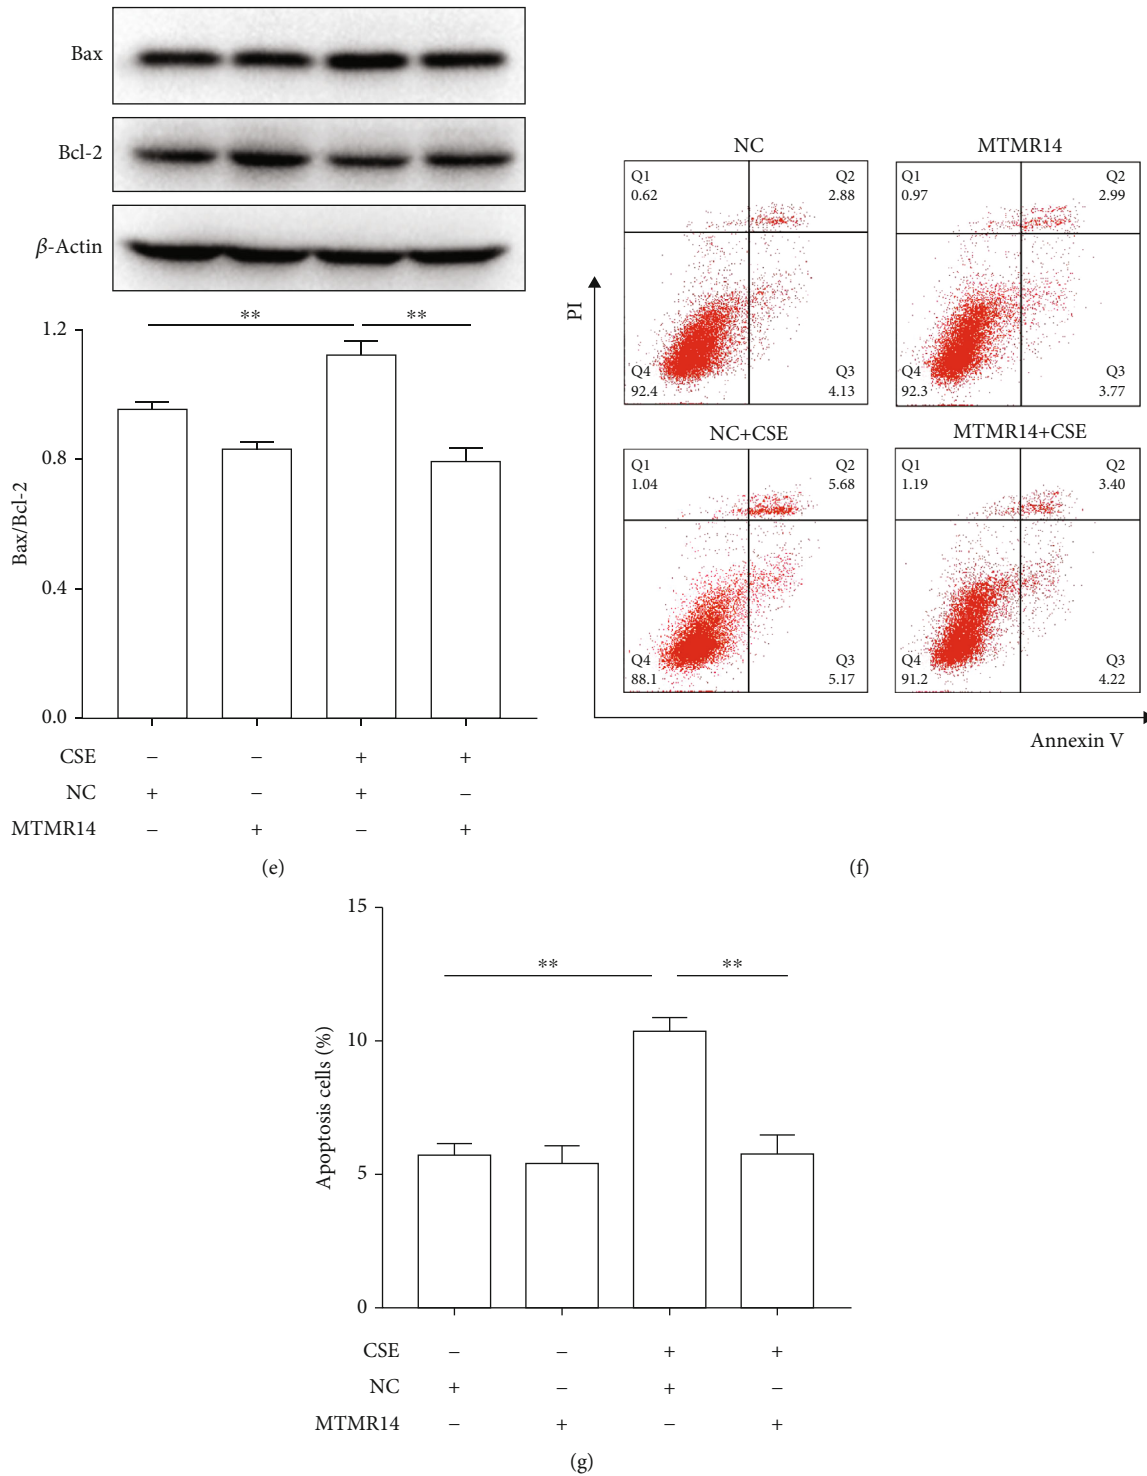 Bax
Bcl-2
β-Actin
** **
1.2
0.8
0.4
0.0
Bax/Bcl-2
CSE – – + +
NC + – + –
MTMR14 – + – +
(e)
NC
Q1
0.62
Q2
2.88
Q4
92.4
Q3
4.13
MTMR14
Q1
0.97
Q2
2.99
Q4
92.3
Q3
3.77
NC+CSE
Q1
1.04
Q2
5.68
Q4
88.1
Q3
5.17
MTMR14+CSE
Q1
1.19
Q2
3.40
Q4
91.2
Q3
4.22
PI
Annexin V
(f)
15
10
5
0
Apoptosis cells (%)
** **
CSE – – + +
NC + – + –
MTMR14 – + – +
(g)